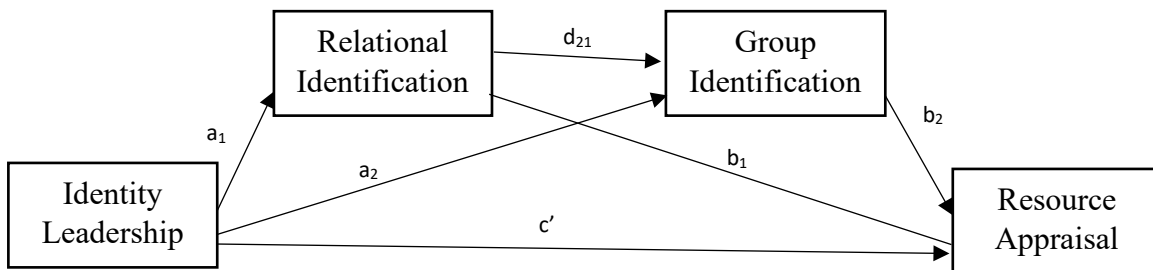 Relational
Identification
d21
Group
Identification
a1
b2
a2
b1
Identity
Leadership
c’
Resource
Appraisal